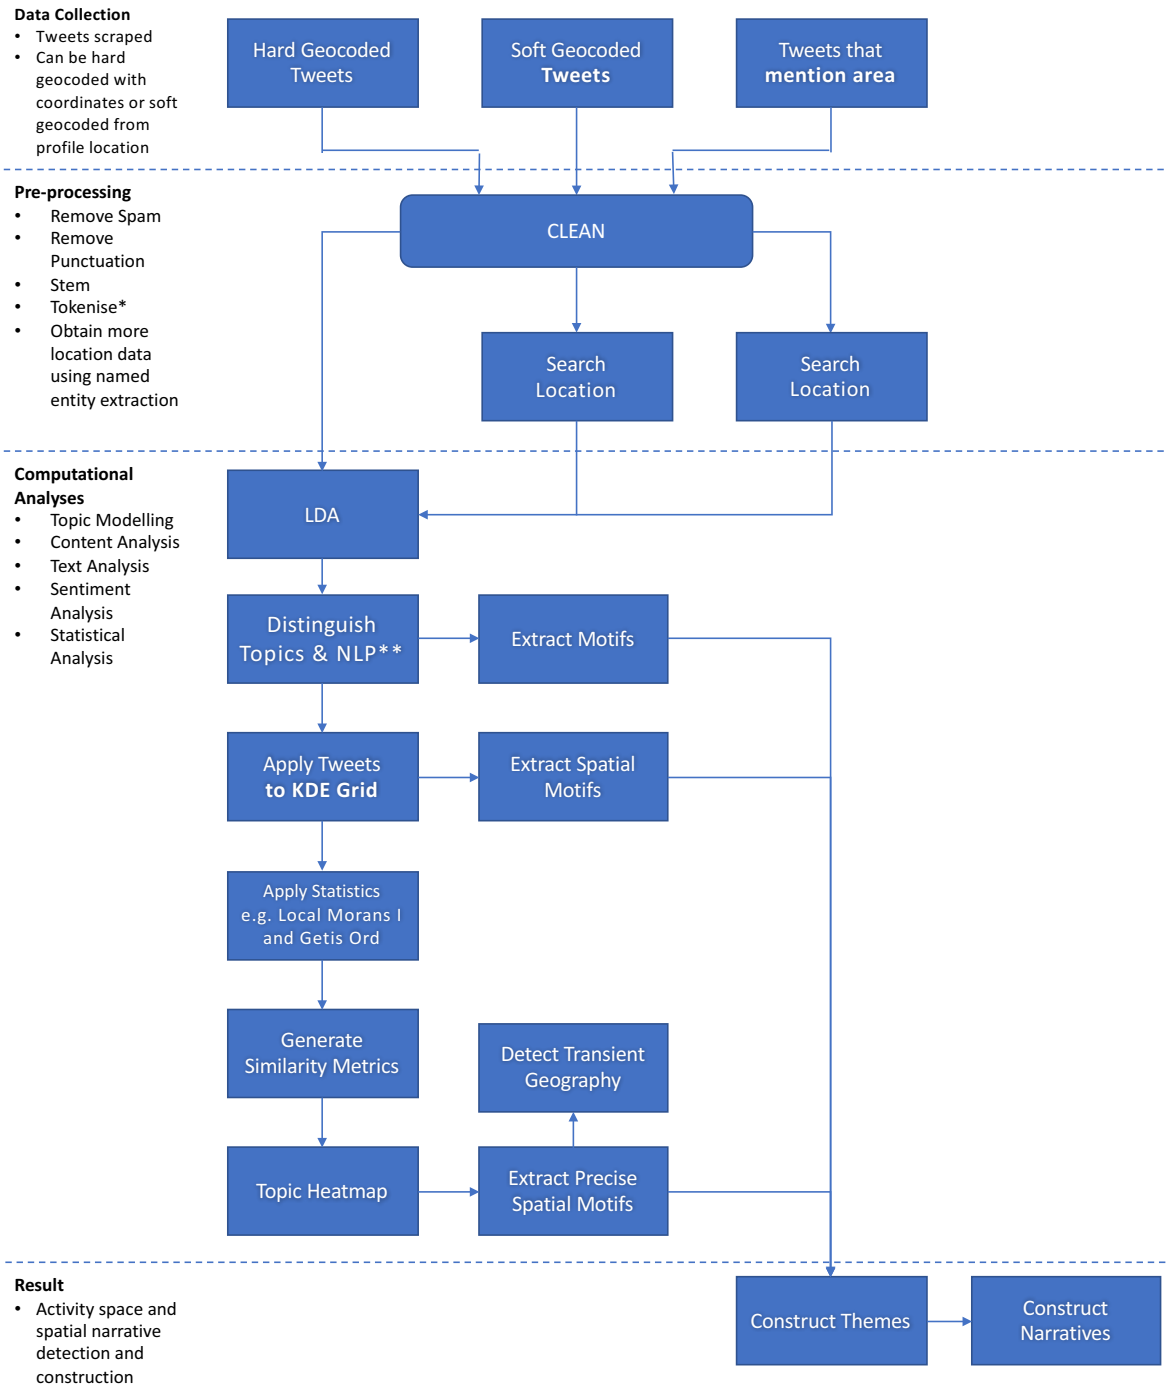 Data Collection
• Tweets scraped
• Can be hard
geocoded with
coordinates or soft
geocoded from
profile location
Hard Geocoded
Tweets
Soft Geocoded
Tweets
Tweets that
mention area
Pre-processing
• Remove Spam
• Remove
Punctuation
• Stem
• Tokenise*
• Obtain more
location data
using named
entity extraction
CLEAN
Search
Location
Search
Location
Computational
Analyses
• Topic Modelling
• Content Analysis
• Text Analysis
• Sentiment
Analysis
• Statistical
Analysis
LDA
Distinguish
Topics & NLP**
Extract Motifs
Apply Tweets
to KDE Grid
Extract Spatial
Motifs
Apply Statistics
e.g. Local Morans I
and Getis Ord
Generate
Similarity Metrics
Detect Transient
Geography
Topic Heatmap
Extract Precise
Spatial Motifs
Result
• Activity space and
spatial narrative
detection and
construction
Construct Themes
Construct
Narratives